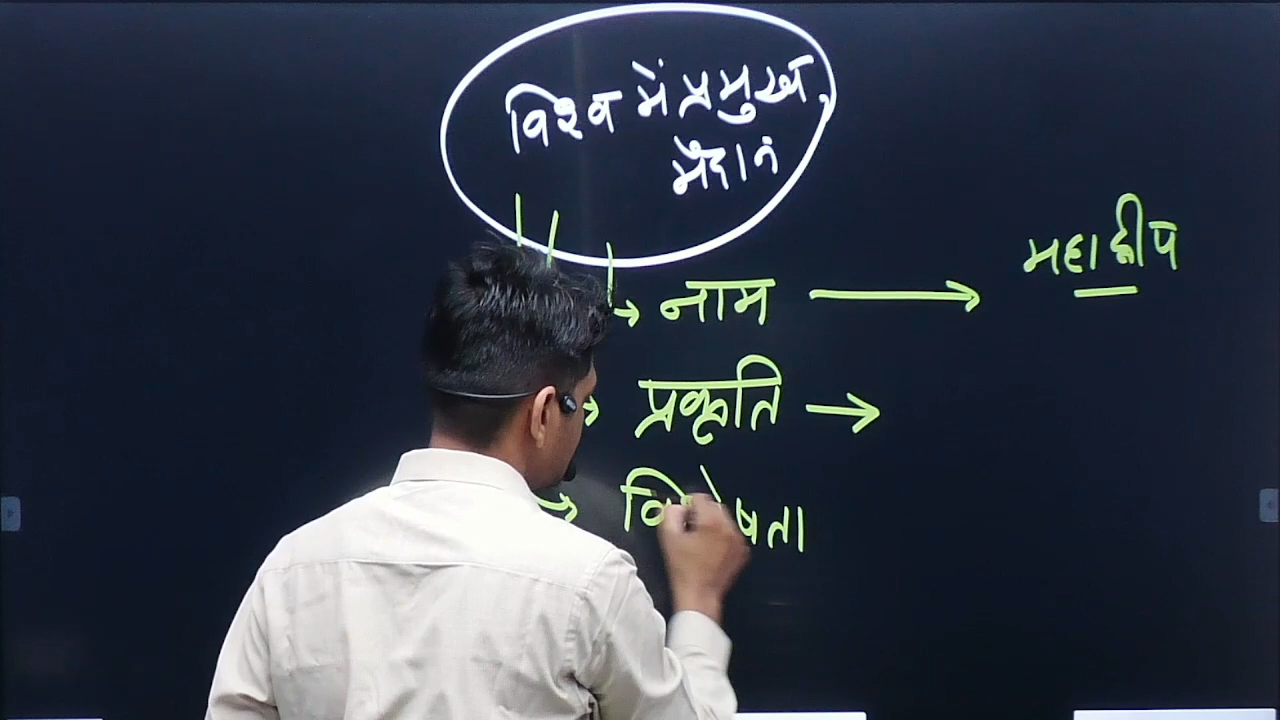 विश्व में प्रमुख
मैदान
नाम → महाद्वीप
प्रकृति →
विशेषता